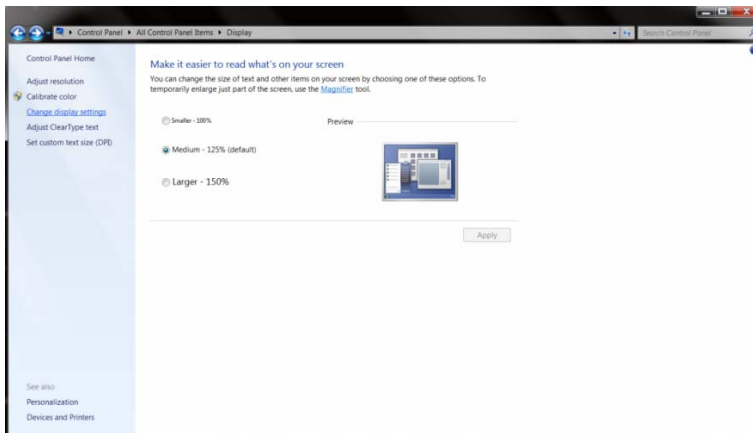 Control Panel ▸ All Control Panel Items ▸ Display
Search Control Panel
Control Panel Home
Adjust resolution
Calibrate color
Change display settings
Adjust ClearType text
Set custom text size (DPI)
Make it easier to read what's on your screen
You can change the size of text and other items on your screen by choosing one of these options. To
temporarily enlarge just part of the screen, use the Magnifier tool.
Smaller - 100%
Preview
Medium - 125% (default)
Larger - 150%
Apply
See also
Personalization
Devices and Printers